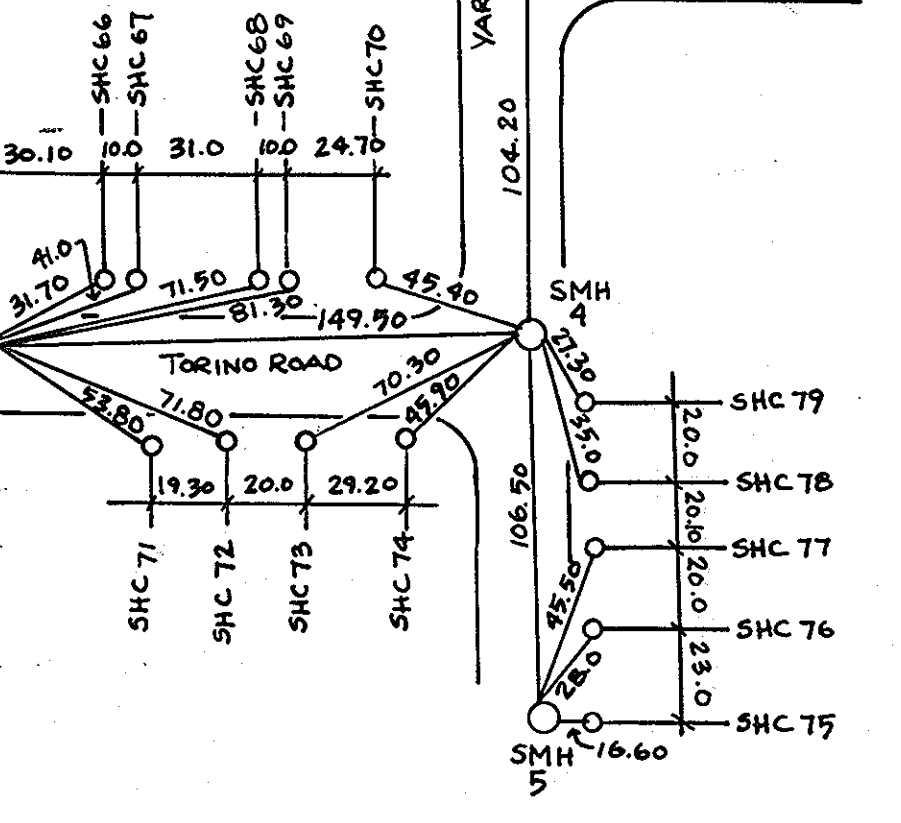 SHC 66
SHC 67
SHC 68
SHC 69
SHC 70
YAR
30.10
10.0
31.0
10.0
24.70
104.20
41.0
31.70
71.50
81.30
149.50
45.40
SMH
4
TORINO ROAD
27.30
53.80
71.80
70.30
45.90
35.0
SHC 79
20.0
SHC 78
19.30
20.0
29.20
106.50
20.10
SHC 77
SHC 71
SHC 72
SHC 73
SHC 74
45.50
20.0
SHC 76
28.0
23.0
SHC 75
SMH
5
16.60